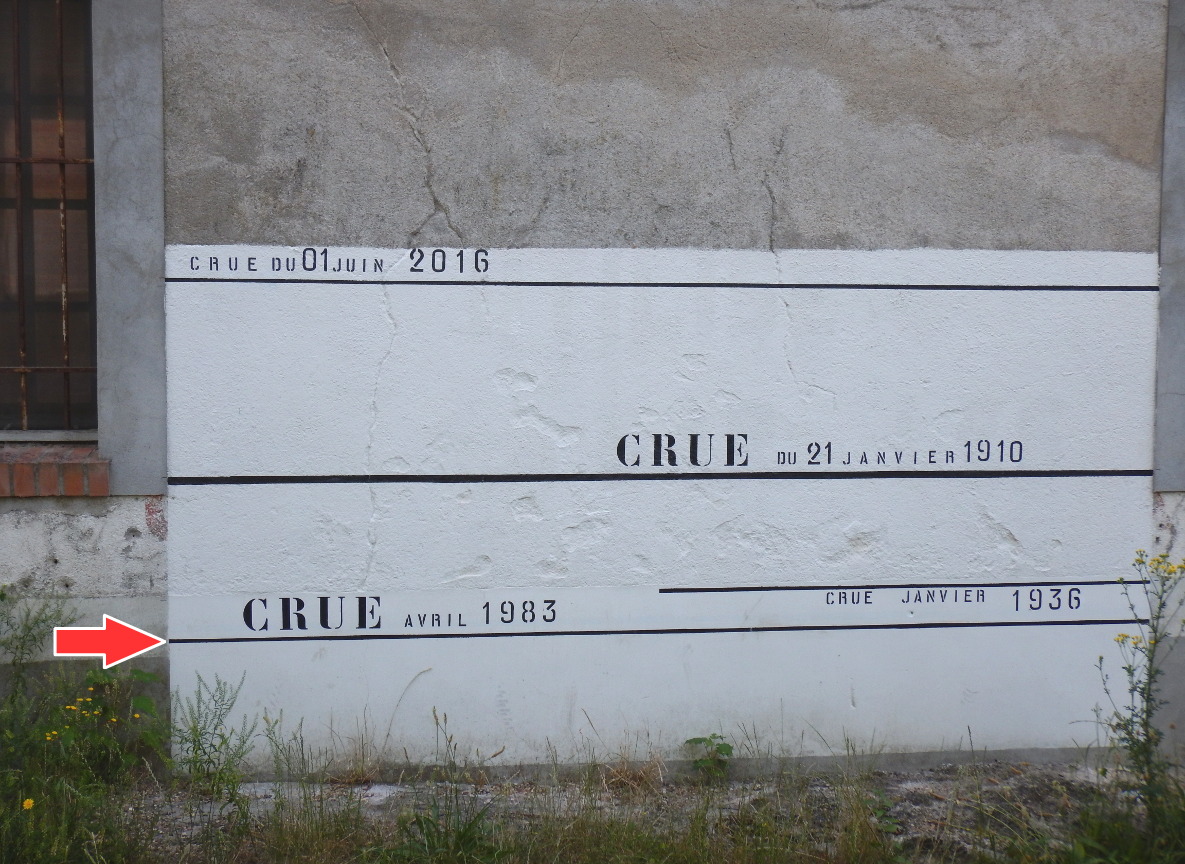 CRUE DU 01 JUIN 2016
CRUE DU 21 JANVIER 1910
CRUE JANVIER 1936
CRUE AVRIL 1983